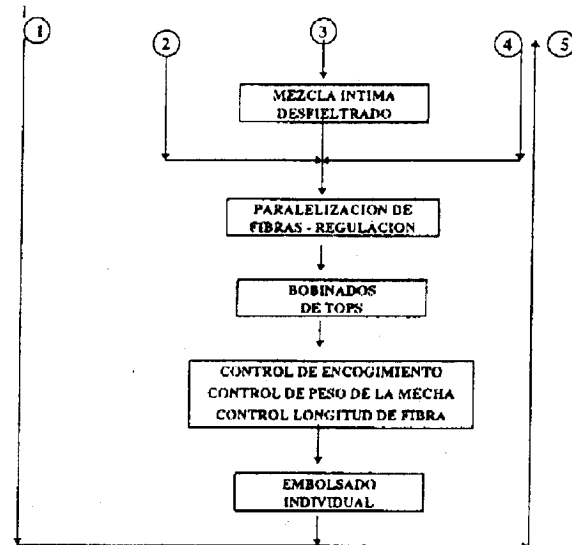 1
2
3
4
5
MEZCLA INTIMA
DESFIELTRADO
PARALELIZACION DE
FIBRAS - REGULACION
BOBINADOS
DE TOPS
CONTROL DE ENCOGIMIENTO
CONTROL DE PESO DE LA MECHA
CONTROL LONGITUD DE FIBRA
EMBOLSADO
INDIVIDUAL